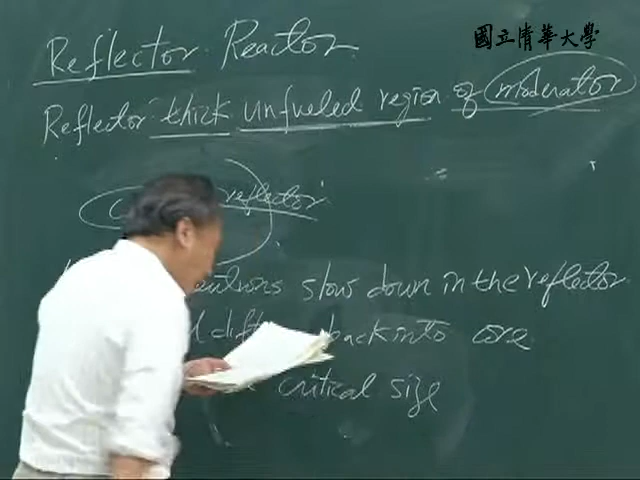 國立清華大學
Reflector Reactor
Reflector thick unfueled region of moderator
reflector
slow down in the reflector
back into core
critical size